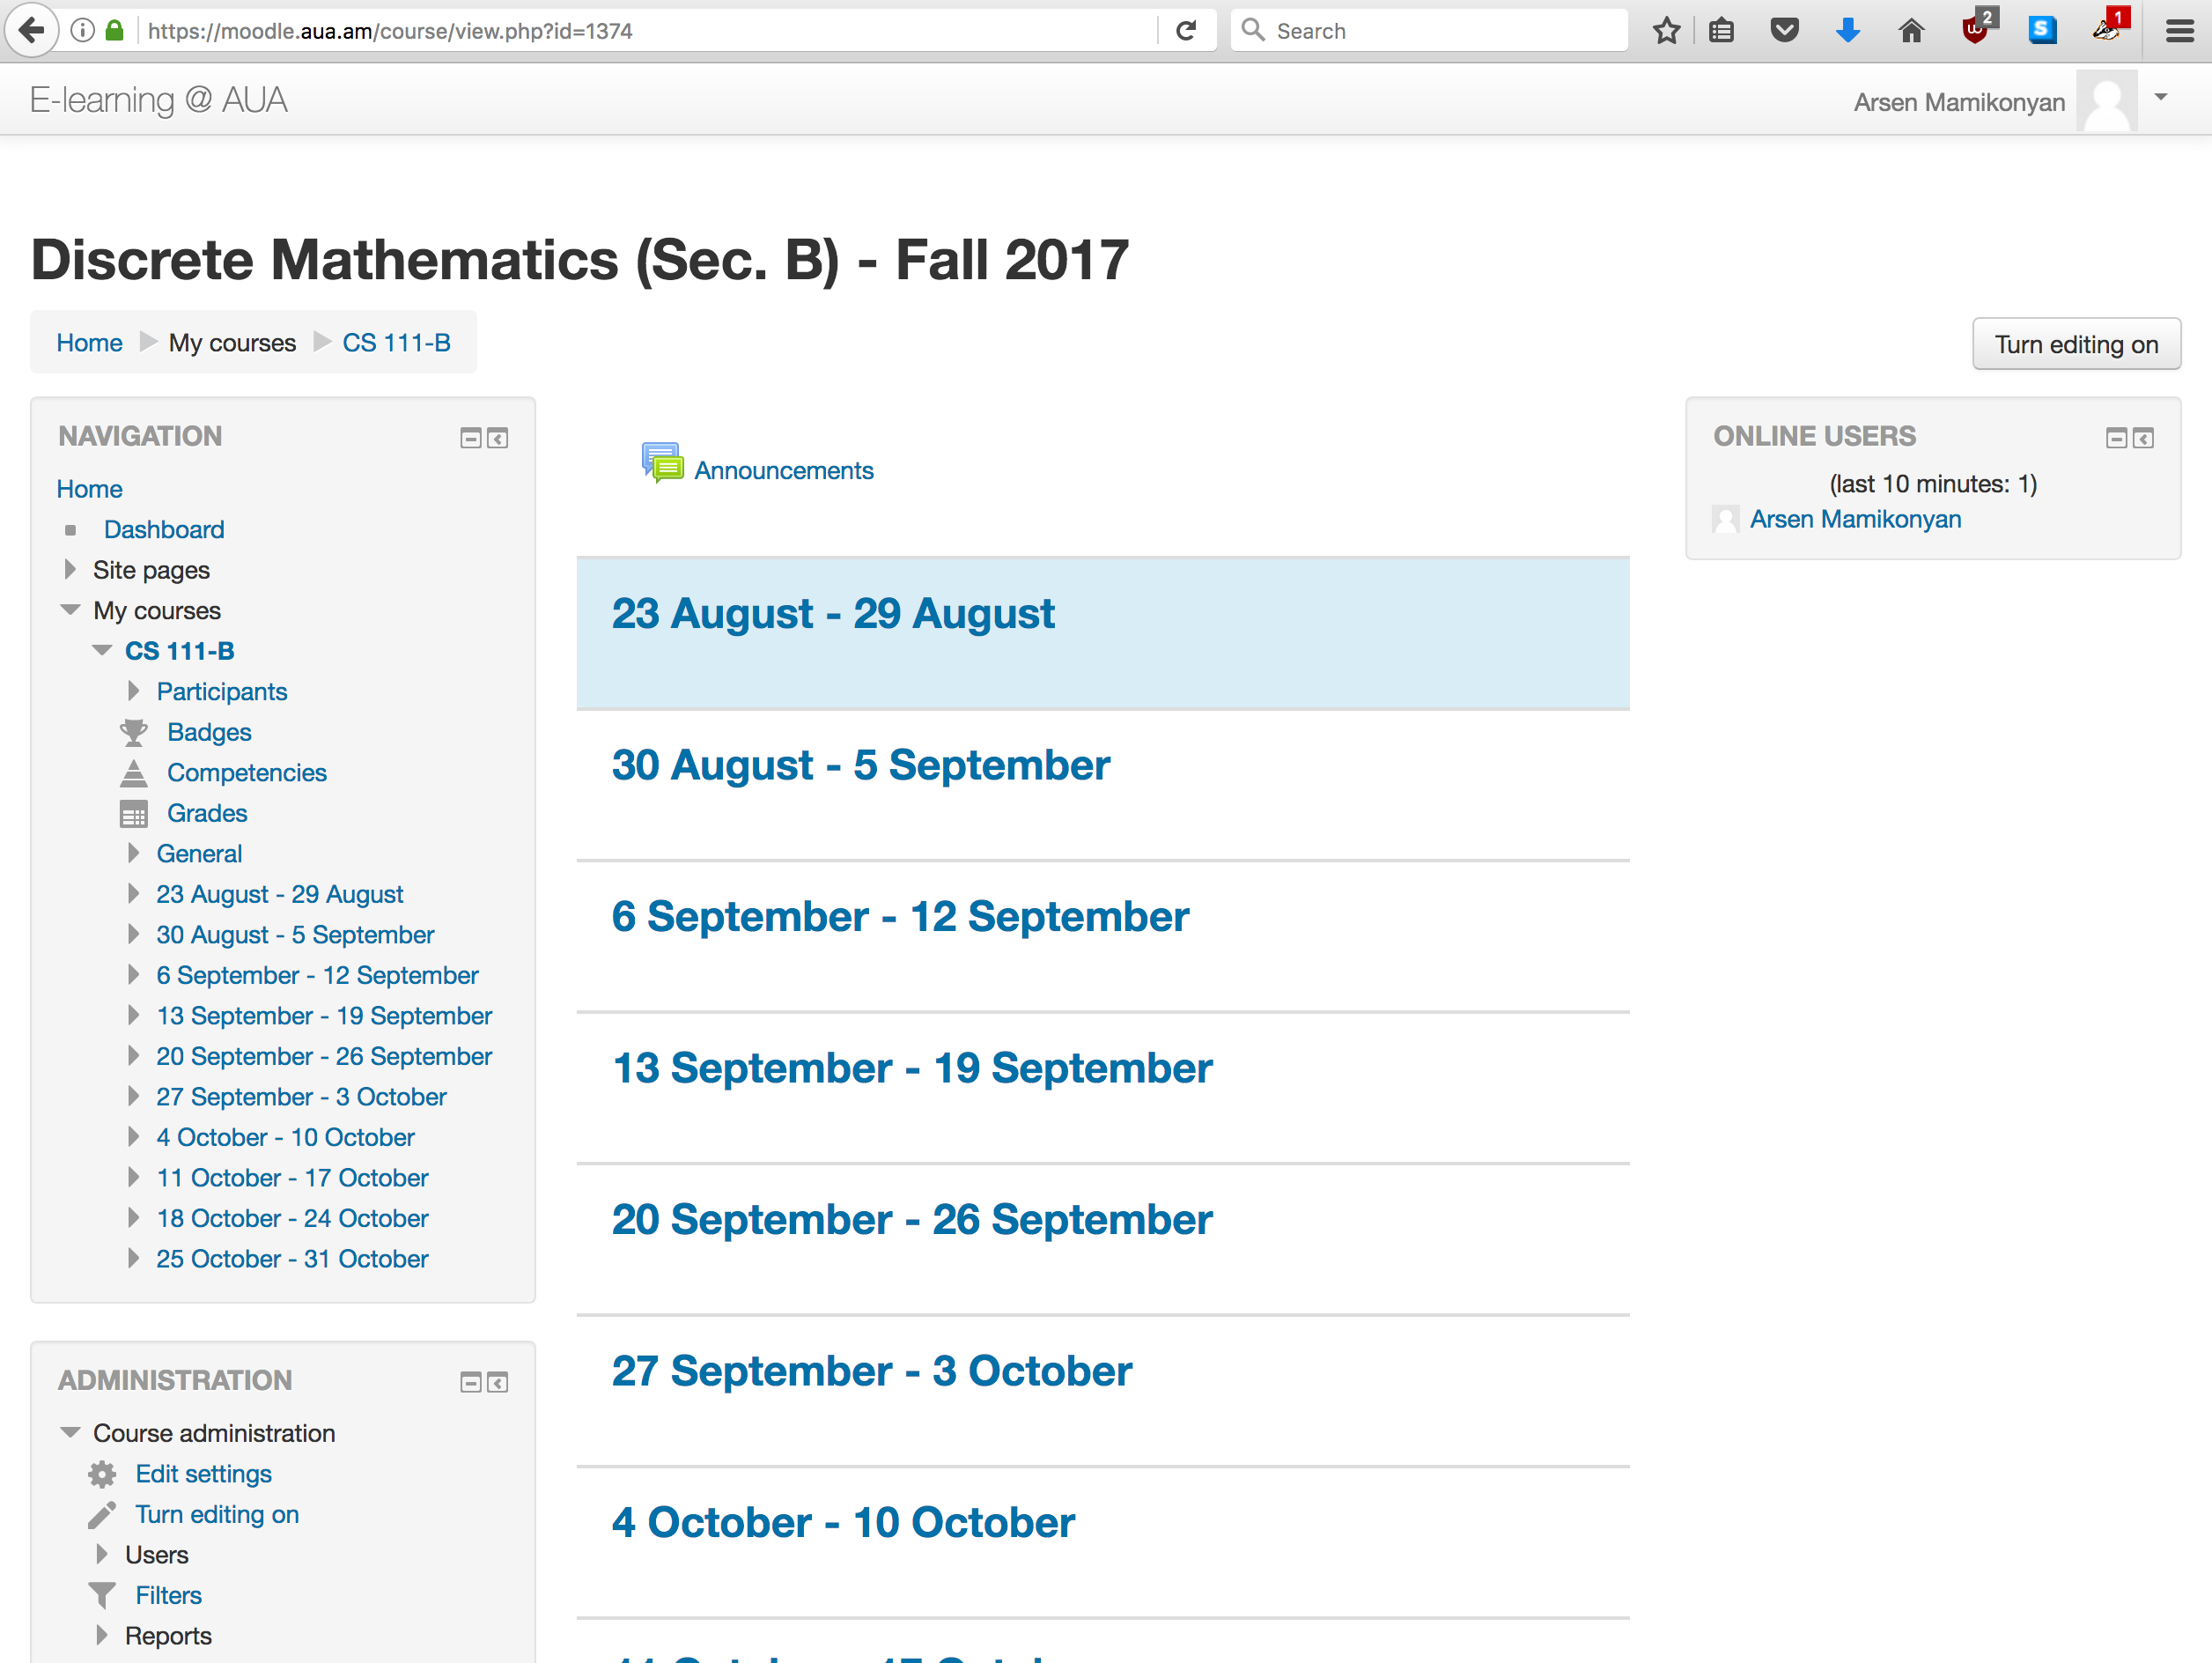 https://moodle.aua.am/course/view.php?id=1374
Search
2
S
1
E-learning @ AUA
Arsen Mamikonyan
Discrete Mathematics (Sec. B) - Fall 2017
Home My courses CS 111-B
Turn editing on
NAVIGATION
Home
Dashboard
Site pages
My courses
CS 111-B
Participants
Badges
Competencies
Grades
General
23 August - 29 August
30 August - 5 September
6 September - 12 September
13 September - 19 September
20 September - 26 September
27 September - 3 October
4 October - 10 October
11 October - 17 October
18 October - 24 October
25 October - 31 October
ADMINISTRATION
Course administration
Edit settings
Turn editing on
Users
Filters
Reports
Announcements
23 August - 29 August
30 August - 5 September
6 September - 12 September
13 September - 19 September
20 September - 26 September
27 September - 3 October
4 October - 10 October
ONLINE USERS
(last 10 minutes: 1)
Arsen Mamikonyan